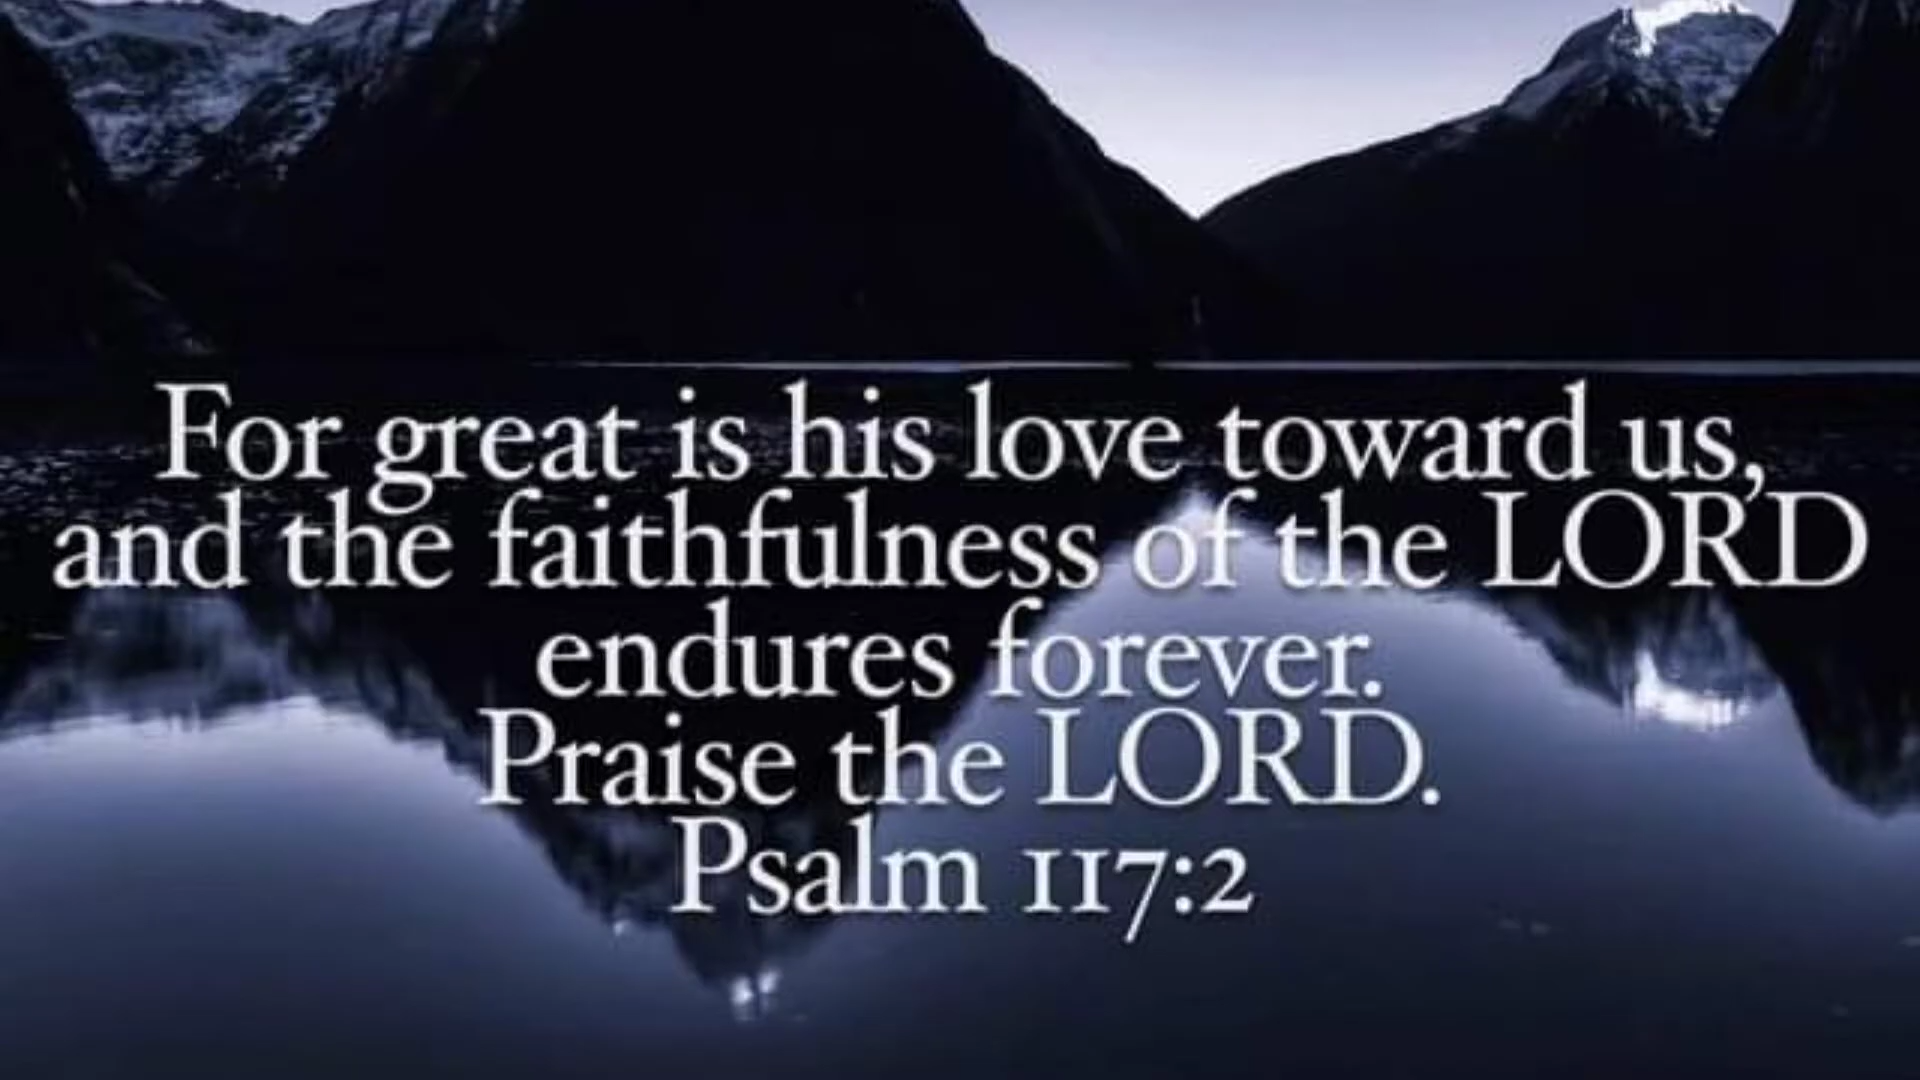 For great is his love toward us,
and the faithfulness of the LORD
endures forever.
Praise the LORD.
Psalm 117:2